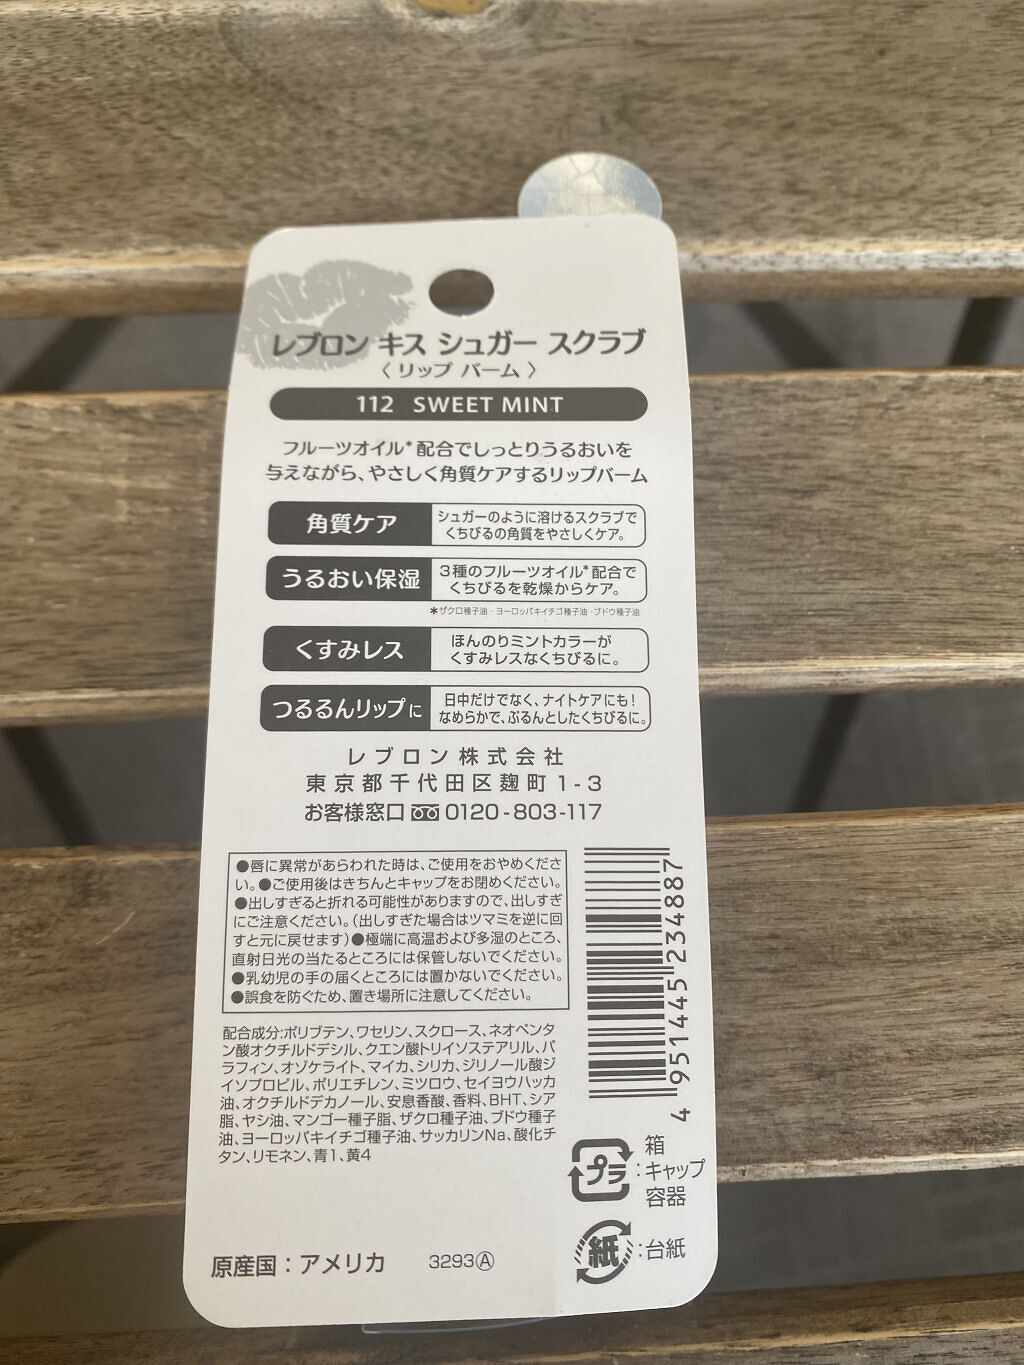 レブロン キス シュガー スクラブ
〈 リップ バーム 〉
112 SWEET MINT
フルーツオイル*配合でしっとりうるおいを
与えながら、やさしく角質ケアするリップバーム
角質ケア
シュガーのように溶けるスクラブで
くちびるの角質をやさしくケア。
うるおい保湿
3種のフルーツオイル*配合で
くちびるを乾燥からケア。
*ザクロ種子油・ヨーロッパキイチゴ種子油・ブドウ種子油
くすみレス
ほんのりミントカラーが
くすみレスなくちびるに。
つるるんリップに
日中だけでなく、ナイトケアにも!
なめらかで、ぷるんとしたくちびるに。
レブロン株式会社
東京都千代田区麹町1-3
お客様窓口 0120-803-117
●唇に異常があらわれた時は、ご使用をおやめくださ
い。●ご使用後はきちんとキャップをお閉めください。
●出しすぎると折れる可能性がありますので、出しすぎ
にご注意ください。(出しすぎた場合はツマミを逆に回
すと元に戻せます)●極端に高温および多湿のところ、
直射日光の当たるところには保管しないでください。
●乳幼児の手の届くところには置かないでください。
●誤食を防ぐため、置き場所に注意してください。
配合成分:ポリブテン、ワセリン、スクロース、ネオペンタ
ン酸オクチルドデシル、クエン酸トリイソステアリル、パ
ラフィン、オゾケライト、マイカ、シリカ、ジリノール酸ジ
イソプロピル、ポリエチレン、ミツロウ、セイヨウハッカ
油、オクチルドデカノール、安息香酸、香料、BHT、シア
脂、ヤシ油、マンゴー種子脂、ザクロ種子油、ブドウ種子
油、ヨーロッパキイチゴ種子油、サッカリンNa、酸化チ
タン、リモネン、青1、黄4
4 951445 234887
プラ
:
箱
キャップ
容器
紙
:台紙
原産国:アメリカ
3293Ⓐ